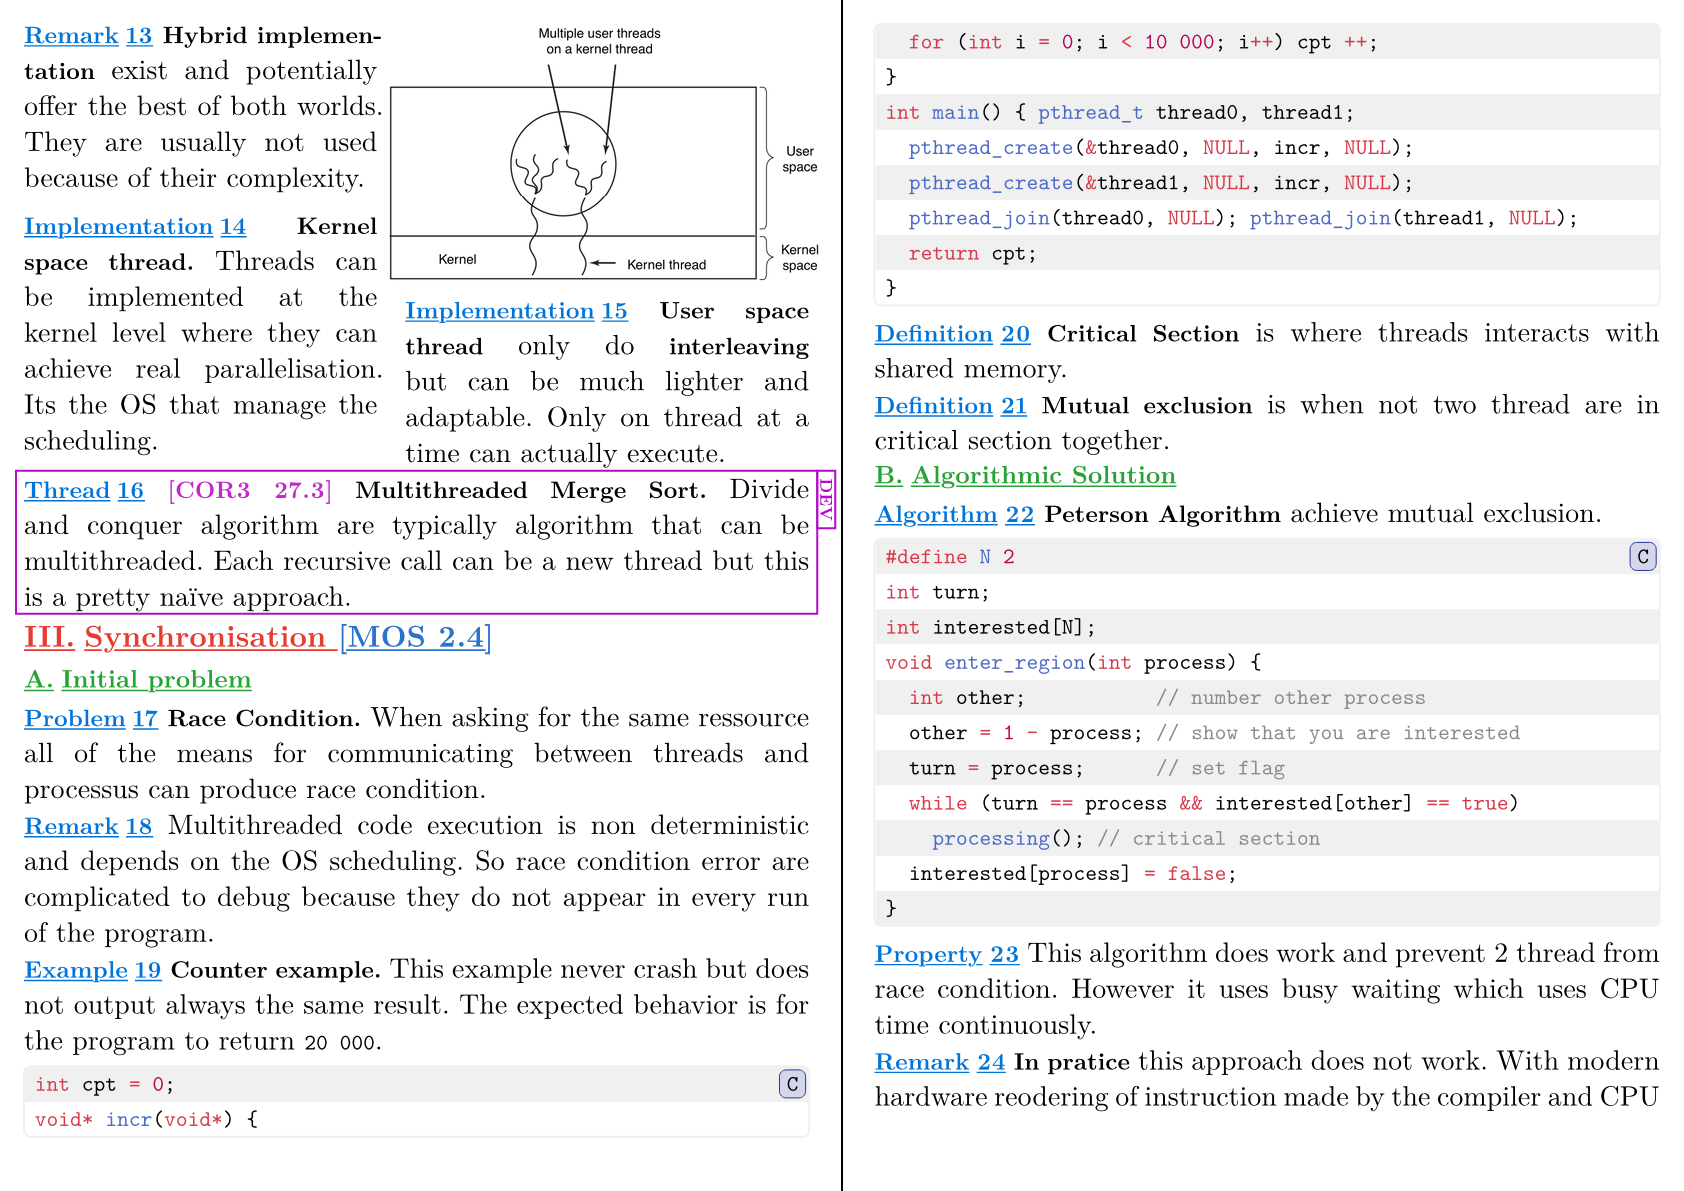 Remark 13 Hybrid implemen-
tation exist and potentially
offer the best of both worlds.
They are usually not used
because of their complexity.
Implementation 14 Kernel
space thread. Threads can
be implemented at the
kernel level where they can
achieve real parallelisation.
Its the OS that manage the
scheduling.
Multiple user threads
on a kernel thread
User
space
Kernel
Kernel thread
Kernel
space
Implementation 15 User space
thread only do interleaving
but can be much lighter and
adaptable. Only on thread at a
time can actually execute.
Thread 16 [COR3 27.3] Multithreaded Merge Sort. Divide
and conquer algorithm are typically algorithm that can be
multithreaded. Each recursive call can be a new thread but this
is a pretty naïve approach.
DEV
III. Synchronisation [MOS 2.4]
A. Initial problem
Problem 17 Race Condition. When asking for the same ressource
all of the means for communicating between threads and
processus can produce race condition.
Remark 18 Multithreaded code execution is non deterministic
and depends on the OS scheduling. So race condition error are
complicated to debug because they do not appear in every run
of the program.
Example 19 Counter example. This example never crash but does
not output always the same result. The expected behavior is for
the program to return 20 000.
int cpt = 0;
C
void* incr(void*) {
for (int i = 0; i < 10 000; i++) cpt ++;
}
int main() { pthread_t thread0, thread1;
pthread_create(&thread0, NULL, incr, NULL);
pthread_create(&thread1, NULL, incr, NULL);
pthread_join(thread0, NULL); pthread_join(thread1, NULL);
return cpt;
}
Definition 20 Critical Section is where threads interacts with
shared memory.
Definition 21 Mutual exclusion is when not two thread are in
critical section together.
B. Algorithmic Solution
Algorithm 22 Peterson Algorithm achieve mutual exclusion.
#define N 2
C
int turn;
int interested[N];
void enter_region(int process) {
int other; // number other process
other = 1 - process; // show that you are interested
turn = process; // set flag
while (turn == process && interested[other] == true)
processing(); // critical section
interested[process] = false;
}
Property 23 This algorithm does work and prevent 2 thread from
race condition. However it uses busy waiting which uses CPU
time continuously.
Remark 24 In pratice this approach does not work. With modern
hardware reodering of instruction made by the compiler and CPU